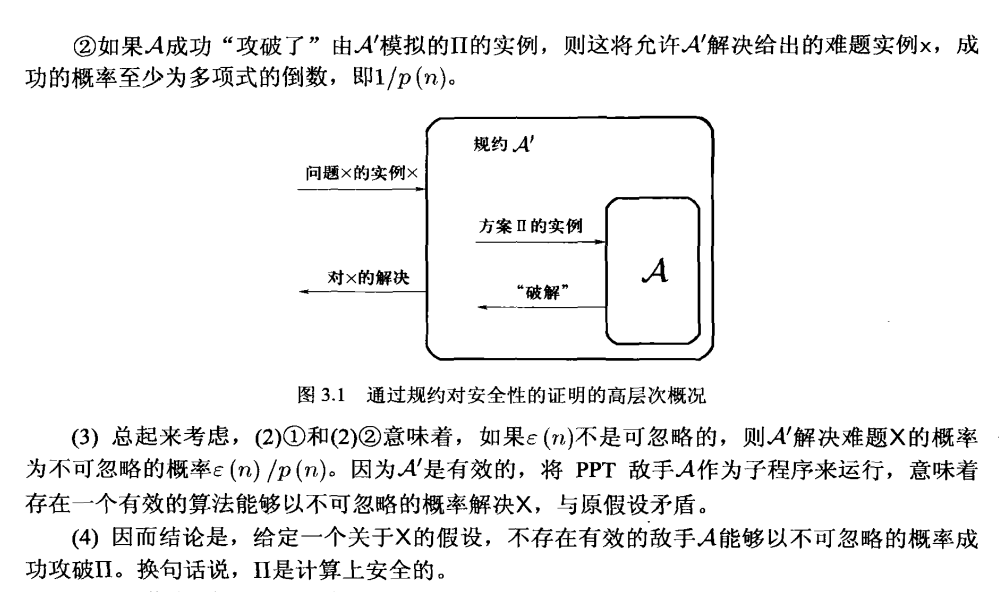 ②如果𝒜成功“攻破了”由𝒜′模拟的Π的实例，则这将允许𝒜′解决给出的难题实例x，成
功的概率至少为多项式的倒数，即1/p(n)。
规约 𝒜′
问题×的实例×
方案 Π 的实例
𝒜
对×的解决
“破解”
图 3.1 通过规约对安全性的证明的高层次概况
(3) 总起来考虑，(2)①和(2)②意味着，如果ε(n)不是可忽略的，则𝒜′解决难题X的概率
为不可忽略的概率ε(n)/p(n)。因为𝒜′是有效的，将 PPT 敌手𝒜作为子程序来运行，意味着
存在一个有效的算法能够以不可忽略的概率解决X，与原假设矛盾。
(4) 因而结论是，给定一个关于X的假设，不存在有效的敌手𝒜能够以不可忽略的概率成
功攻破Π。换句话说，Π是计算上安全的。